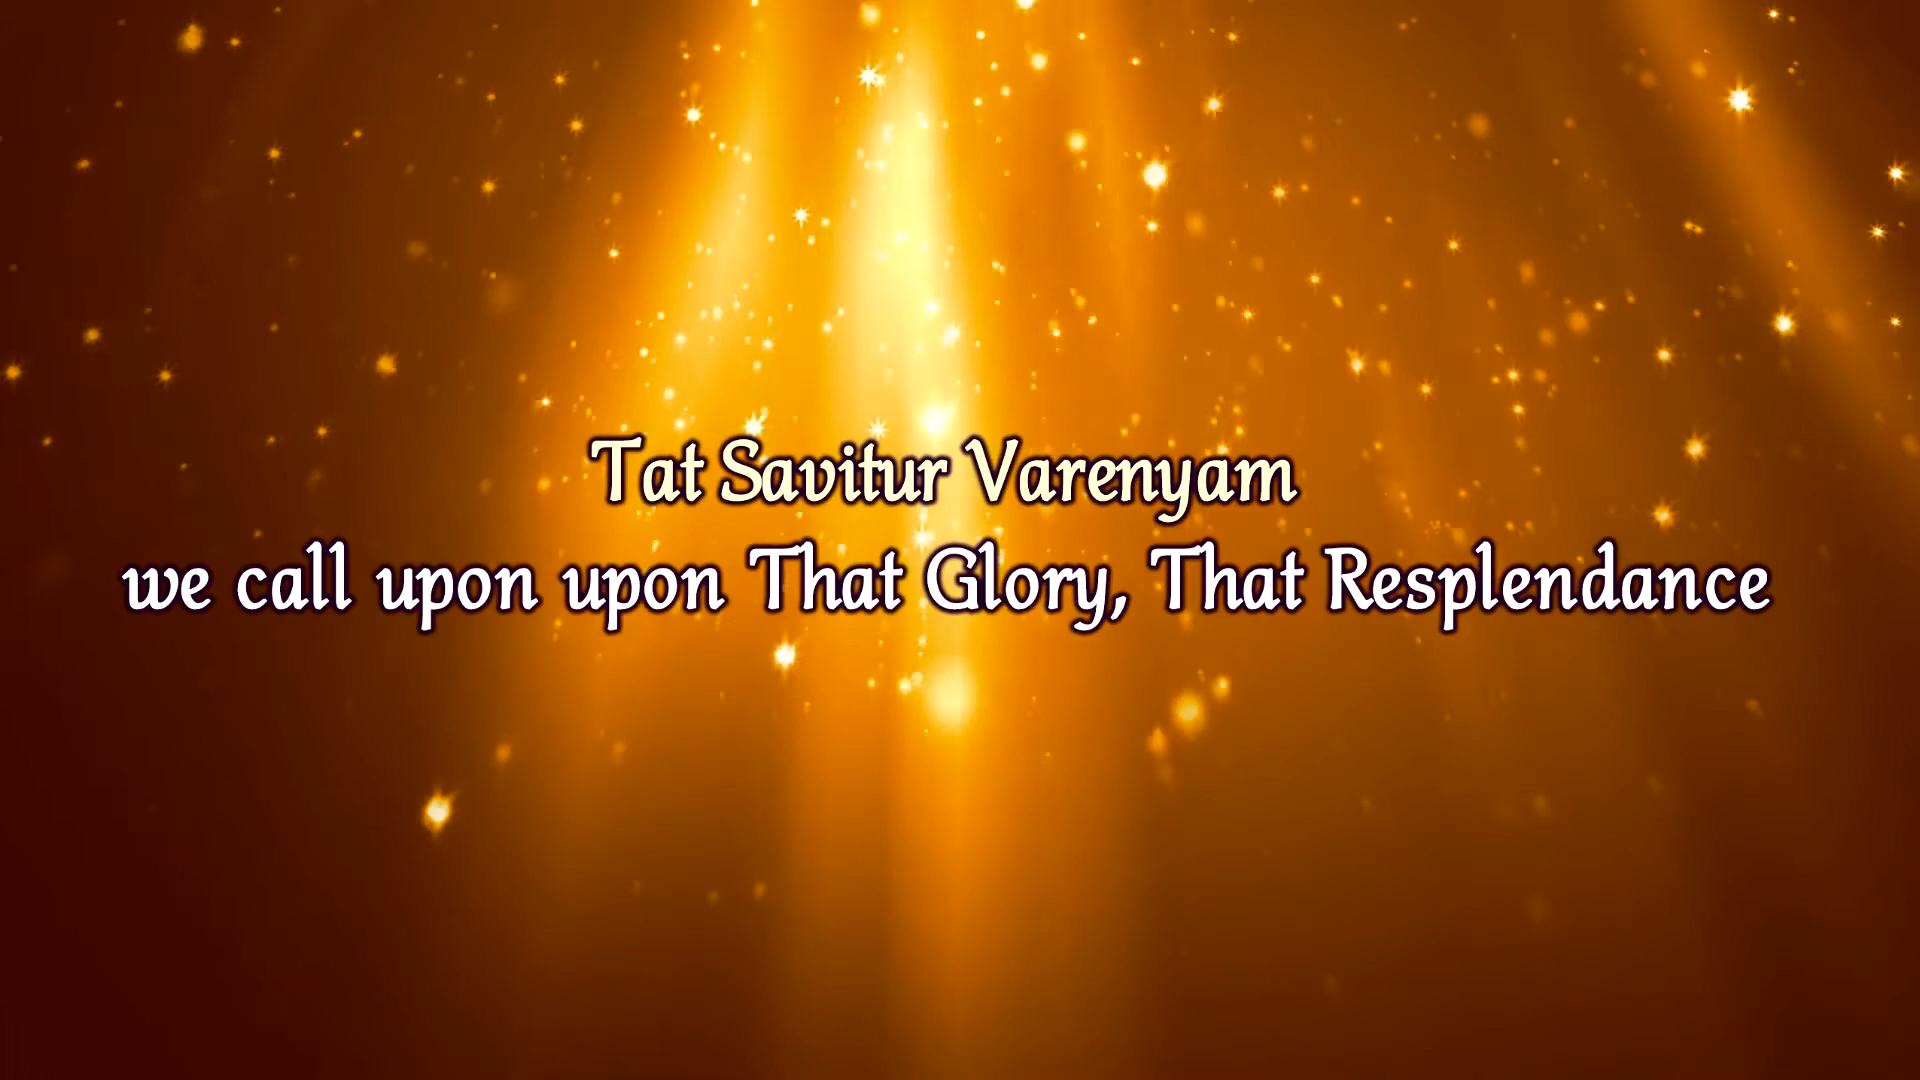 Tat Savitur Varenyam
we call upon upon That Glory, That Resplendance